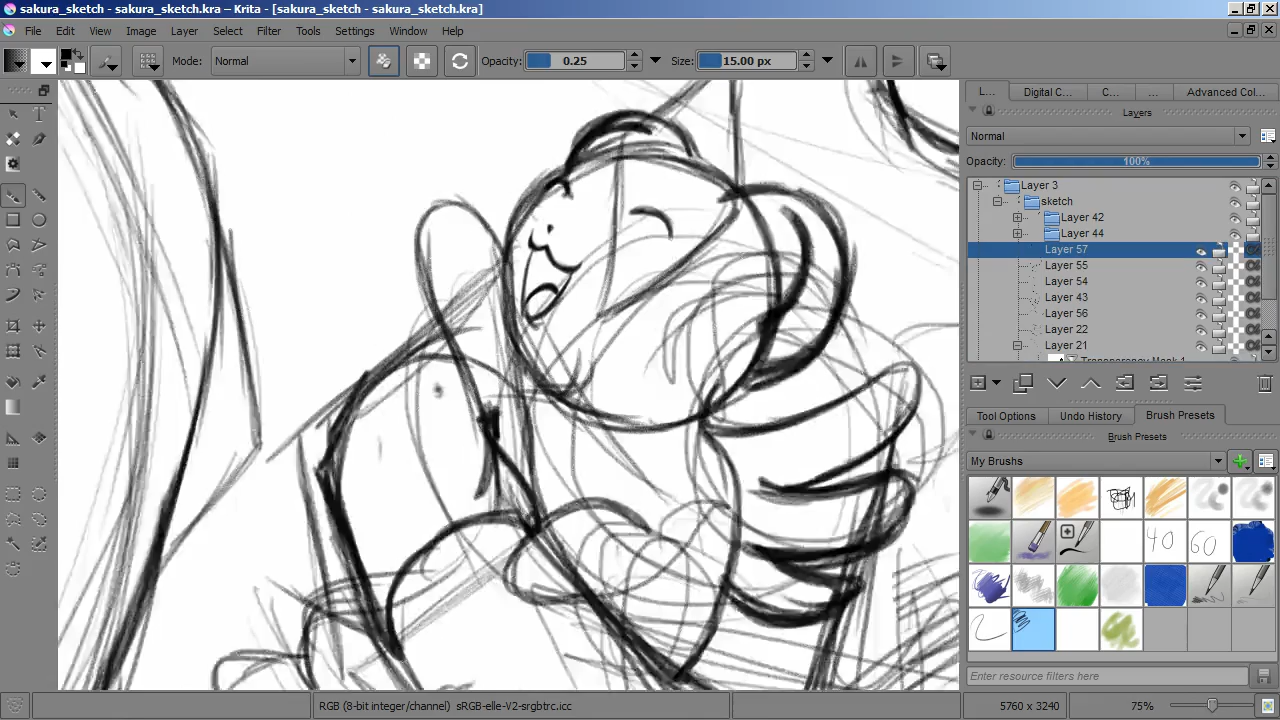 sakura_sketch - sakura_sketch.kra – Krita - [sakura_sketch - sakura_sketch.kra]
File Edit View Image Layer Select Filter Tools Settings Window Help
Mode: Normal Opacity: 0.25 Size: 15.00 px
L... Digital C... C... ... Advanced Col...
Layers
Normal
Opacity: 100%
Layer 3
sketch
Layer 42
Layer 44
Layer 57
Layer 55
Layer 54
Layer 43
Layer 56
Layer 22
Layer 21
Transparency Mask 1
Tool Options Undo History Brush Presets
Brush Presets
My Brushes
40 60
Enter resource filters here
RGB (8-bit integer/channel) sRGB-elle-V2-srgbtrc.icc 5760 x 3240 75%